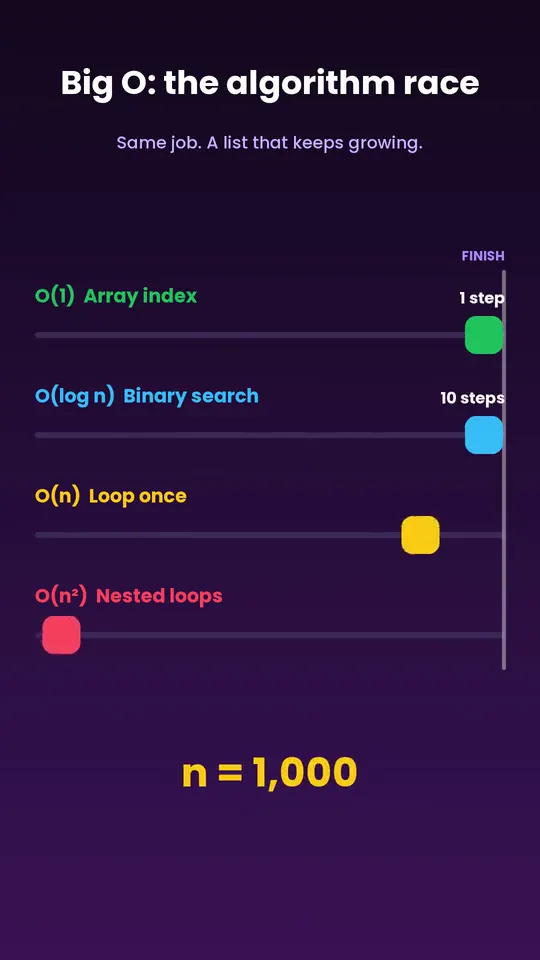 Big O: the algorithm race
Same job. A list that keeps growing.
FINISH
O(1) Array index
1 step
O(log n) Binary search
10 steps
O(n) Loop once
O(n²) Nested loops
n = 1,000